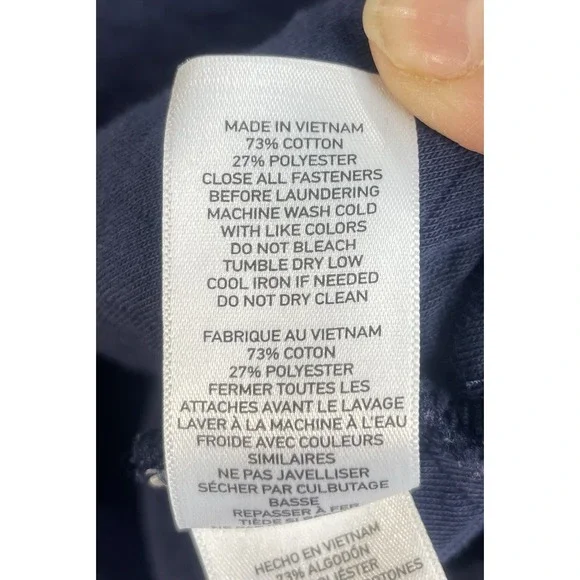 MADE IN VIETNAM
73% COTTON
27% POLYESTER
CLOSE ALL FASTENERS
BEFORE LAUNDERING
MACHINE WASH COLD
WITH LIKE COLORS
DO NOT BLEACH
TUMBLE DRY LOW
COOL IRON IF NEEDED
DO NOT DRY CLEAN
FABRIQUE AU VIETNAM
73% COTON
27% POLYESTER
FERMER TOUTES LES
ATTACHES AVANT LE LAVAGE
LAVER À LA MACHINE À L'EAU
FROIDE AVEC COULEURS
SIMILAIRES
NE PAS JAVELLISER
SÉCHER PAR CULBUTAGE
BASSE
REPASSER À FER
HECHO EN VIETNAM
73% ALGODÓN